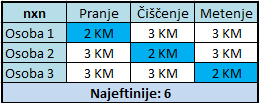 nxn Pranje Čiščenje Metenje
Osoba 1 2 KM 3 KM 3 KM
Osoba 2 3 KM 2 KM 3 KM
Osoba 3 3 KM 3 KM 2 KM
Najeftinije: 6